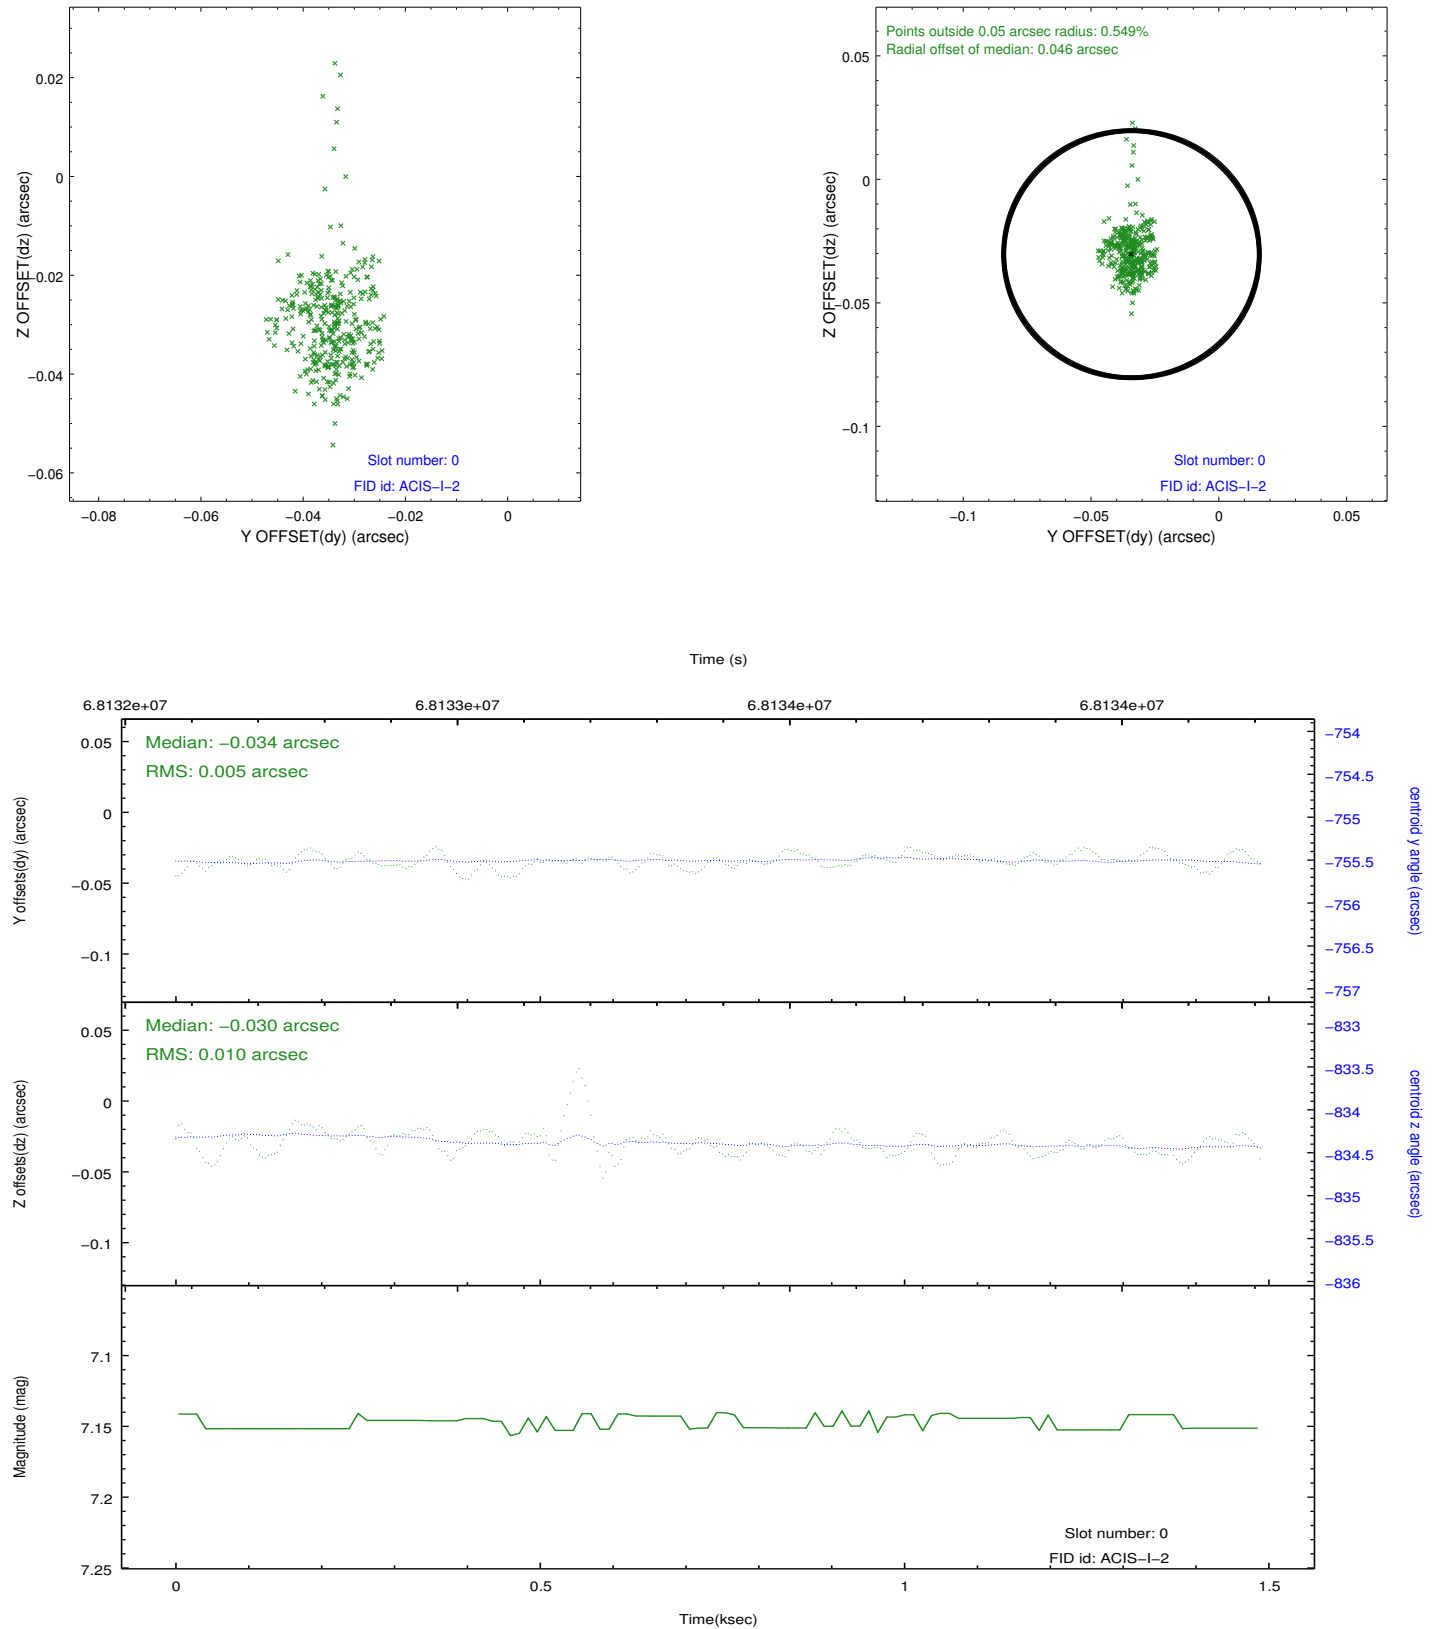 0.02
0
−0.02
−0.04
−0.06
Z OFFSET(dz) (arcsec)
Slot number: 0
FID id: ACIS−I−2
−0.08
−0.06
−0.04
−0.02
0
Y OFFSET(dy) (arcsec)
Points outside 0.05 arcsec radius: 0.549%
Radial offset of median: 0.046 arcsec
0.05
0
−0.05
−0.1
Z OFFSET(dz) (arcsec)
Slot number: 0
FID id: ACIS−I−2
−0.1
−0.05
0
0.05
Y OFFSET(dy) (arcsec)
Time (s)
6.8132e+07
6.8133e+07
6.8134e+07
6.8134e+07
Median: −0.034 arcsec
RMS: 0.005 arcsec
0.05
0
−0.05
−0.1
Y offsets(dy) (arcsec)
−754
−754.5
−755
−755.5
−756
−756.5
−757
centroid y angle (arcsec)
Median: −0.030 arcsec
RMS: 0.010 arcsec
0.05
0
−0.05
−0.1
Z offsets(dz) (arcsec)
−833
−833.5
−834
−834.5
−835
−835.5
−836
centroid z angle (arcsec)
7.1
7.15
7.2
7.25
Magnitude (mag)
Slot number: 0
FID id: ACIS−I−2
0
0.5
1
1.5
Time(ksec)